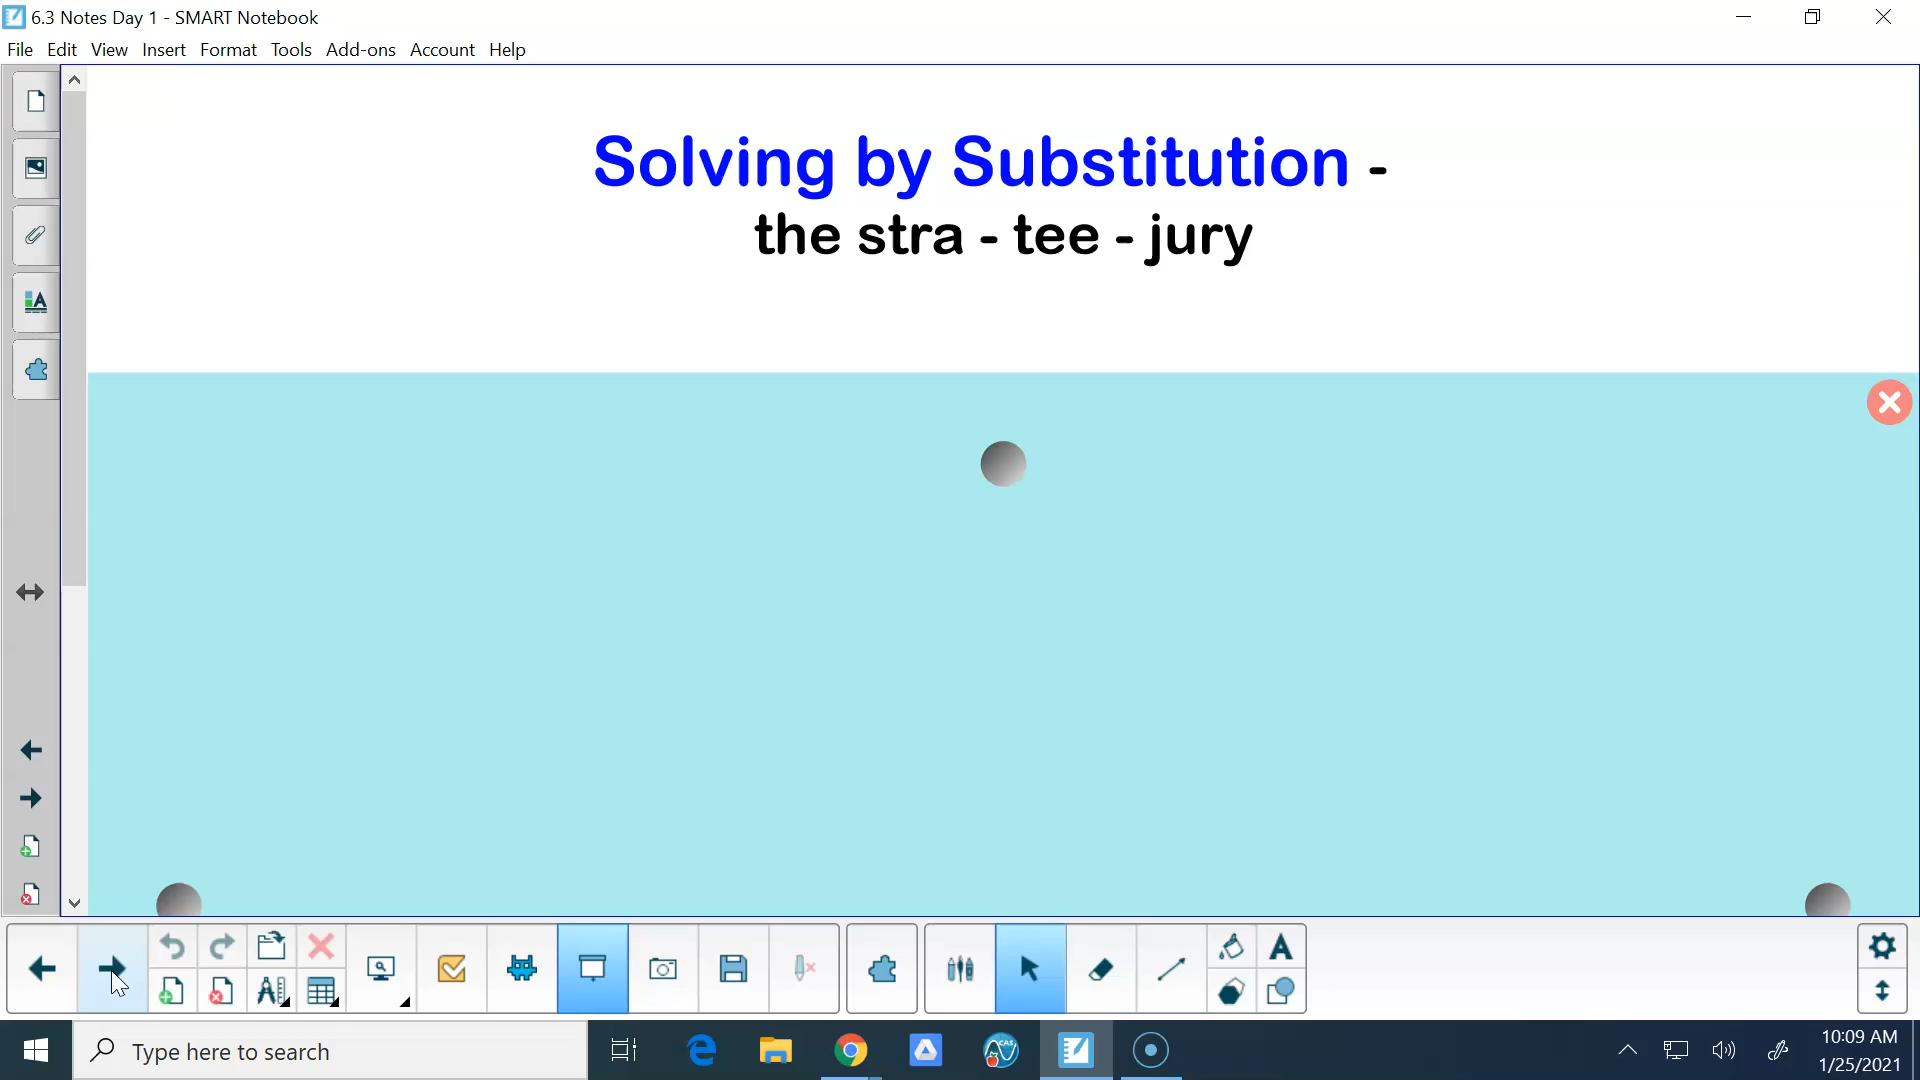 6.3 Notes Day 1 - SMART Notebook
File Edit View Insert Format Tools Add-ons Account Help
Solving by Substitution -
the stra - tee - jury
Type here to search
10:09 AM
1/25/2021